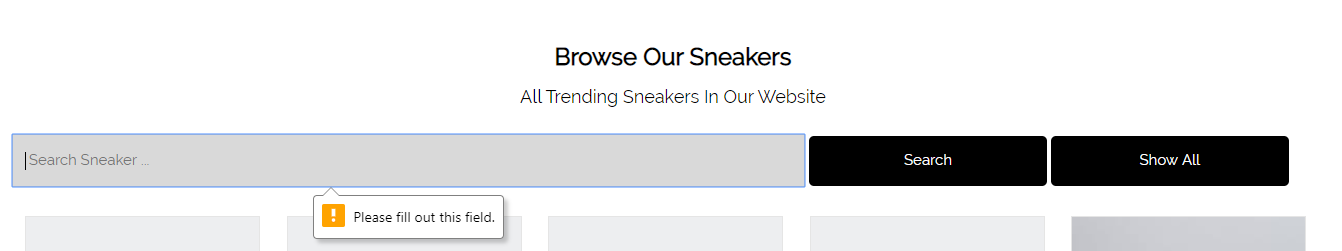 Browse Our Sneakers
All Trending Sneakers In Our Website
Search Sneaker ...
Search
Show All
Please fill out this field.